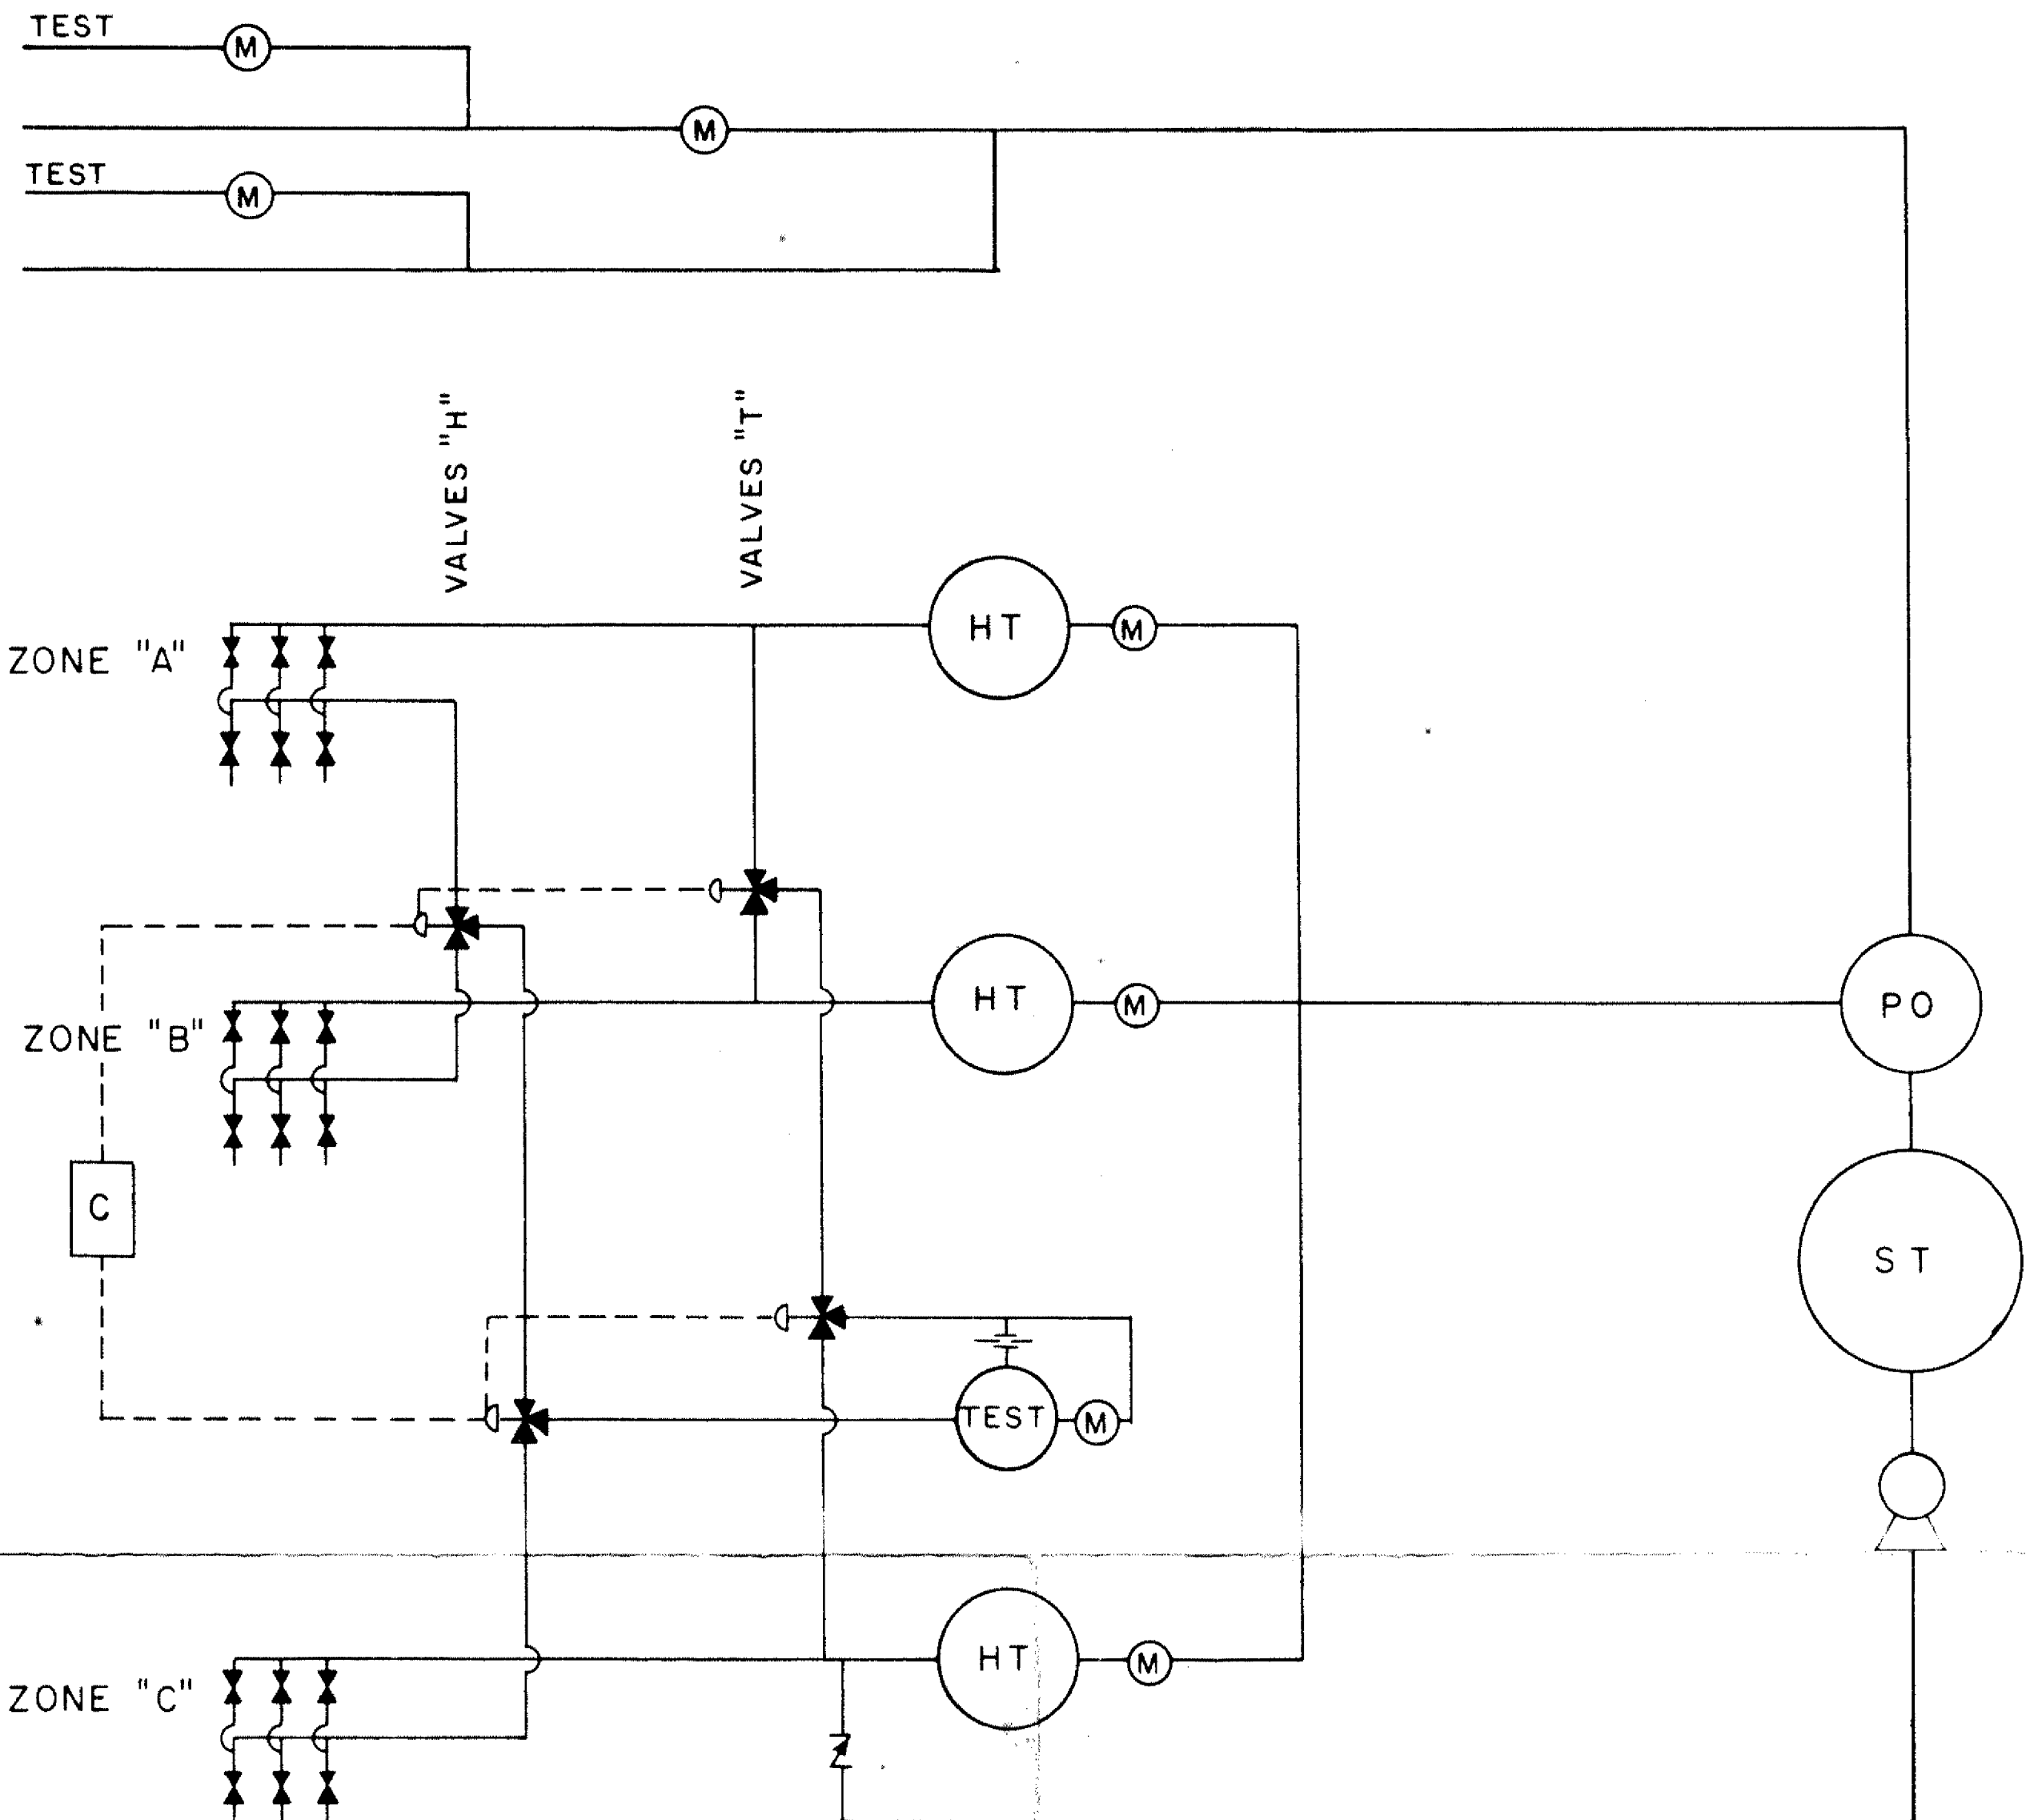 TEST
M
M
TEST
M
VALVES "H"
VALVES "T"
HT
M
ZONE "A"
HT
M
PO
ZONE "B"
C
ST
TEST
M
HT
M
ZONE "C"